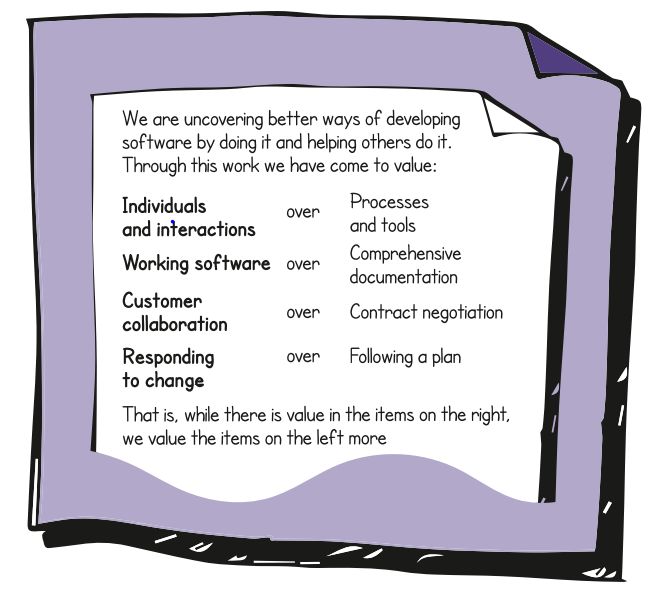 We are uncovering better ways of developing
software by doing it and helping others do it.
Through this work we have come to value:
Individuals and interactions over Processes and tools
Working software over Comprehensive documentation
Customer collaboration over Contract negotiation
Responding to change over Following a plan
That is, while there is value in the items on the right,
we value the items on the left more